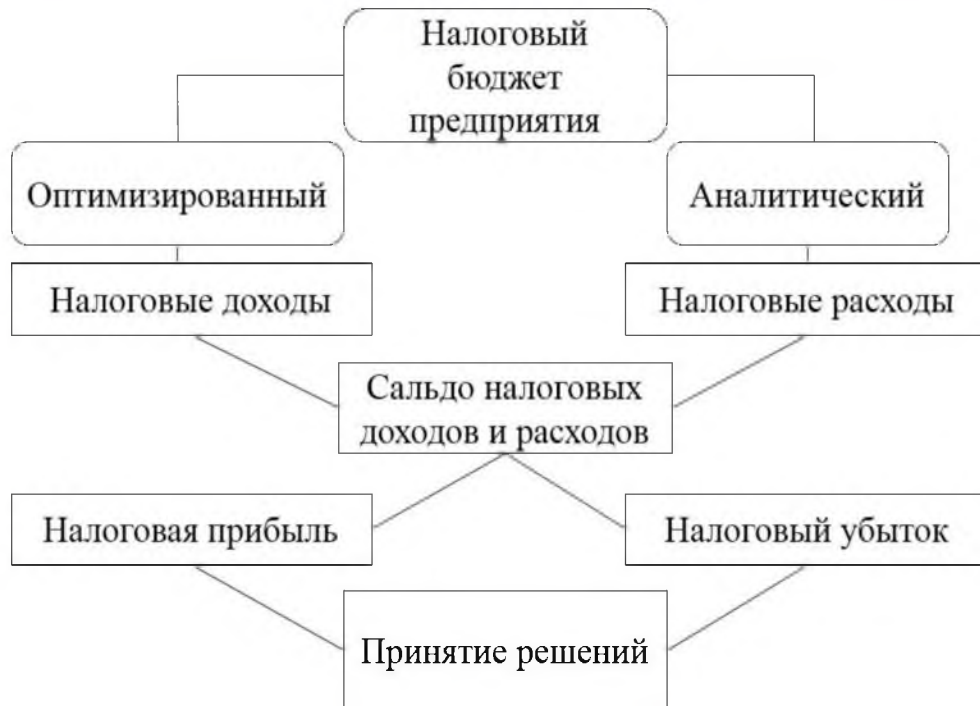 Налоговый
бюджет
предприятия
Оптимизированный
Аналитический
Налоговые доходы
Налоговые расходы
Сальдо налоговых
доходов и расходов
Налоговая прибыль
Налоговый убыток
Принятие решений